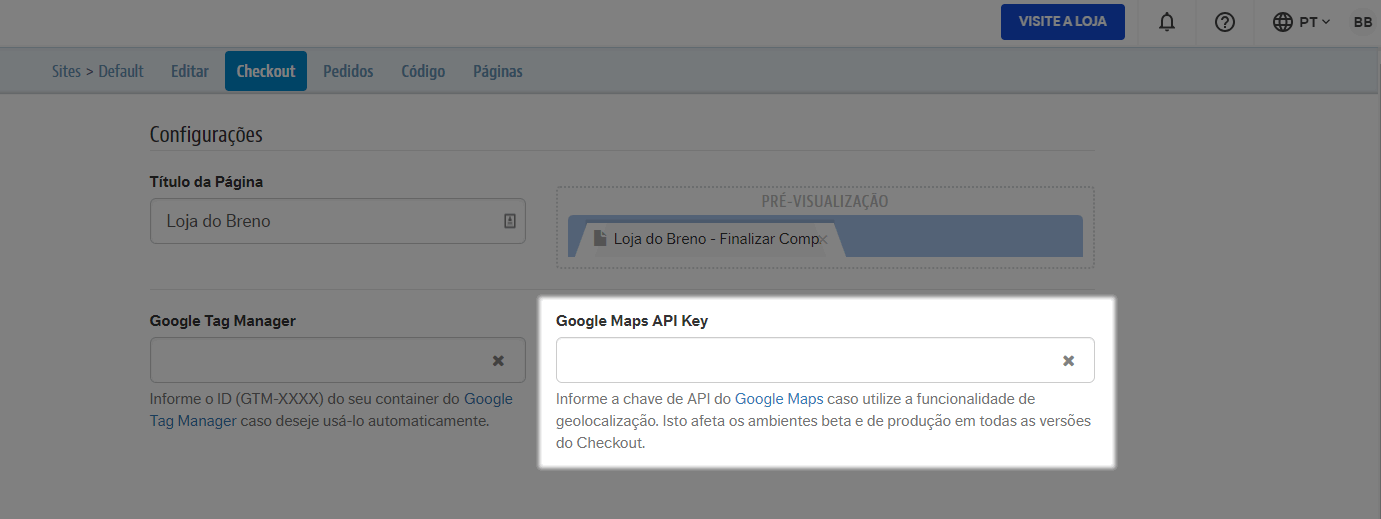 VISITE A LOJA
PT
BB
Sites > Default
Editar
Checkout
Pedidos
Código
Páginas
Configurações
Título da Página
Loja do Breno
PRÉ-VISUALIZAÇÃO
Loja do Breno - Finalizar Comp
Google Tag Manager
Informe o ID (GTM-XXXX) do seu container do Google
Tag Manager caso deseje usá-lo automaticamente.
Google Maps API Key
Informe a chave de API do Google Maps caso utilize a funcionalidade de
geolocalização. Isto afeta os ambientes beta e de produção em todas as versões
do Checkout.